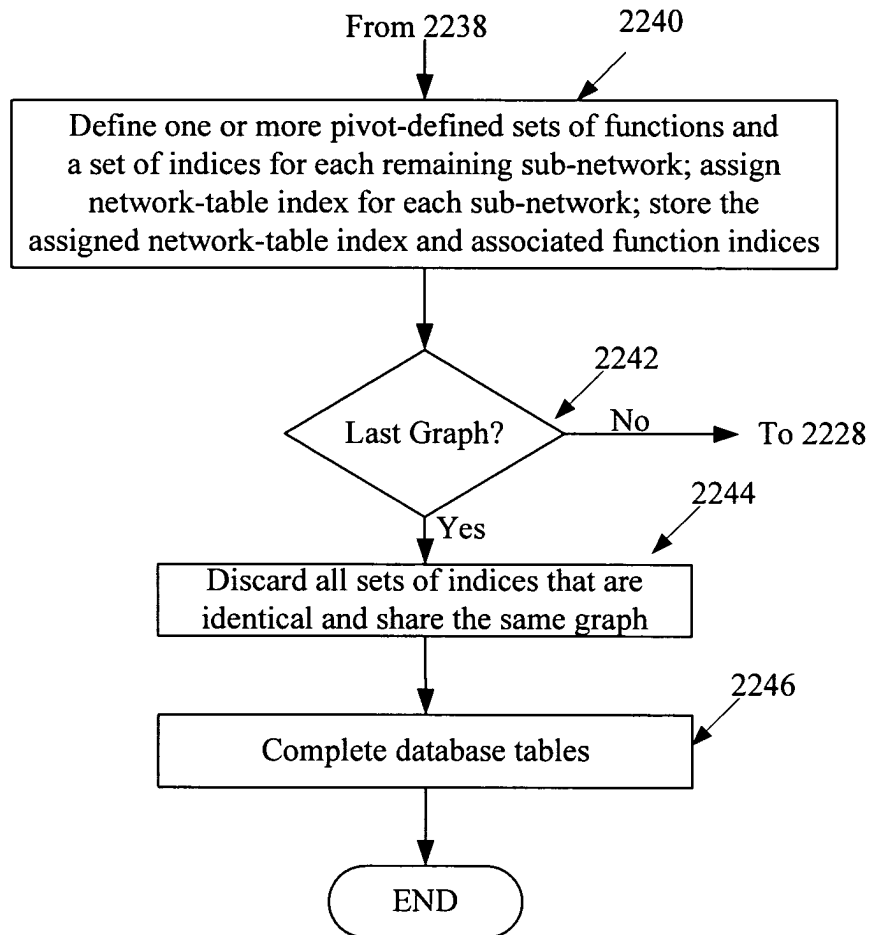 From 2238
2240
Define one or more pivot-defined sets of functions and
a set of indices for each remaining sub-network; assign
network-table index for each sub-network; store the
assigned network-table index and associated function indices
2242
Last Graph?
No
To 2228
Yes
2244
Discard all sets of indices that are
identical and share the same graph
2246
Complete database tables
END